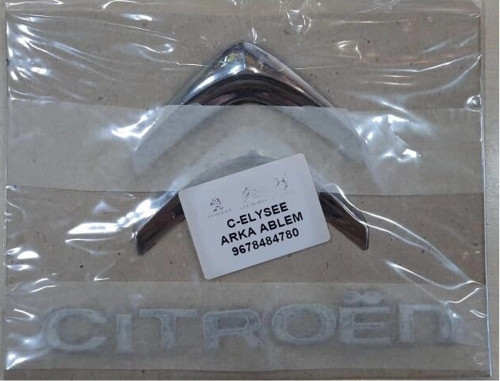 C-ELYSEE
ARKA ABLEM
9678484780
CITROËN